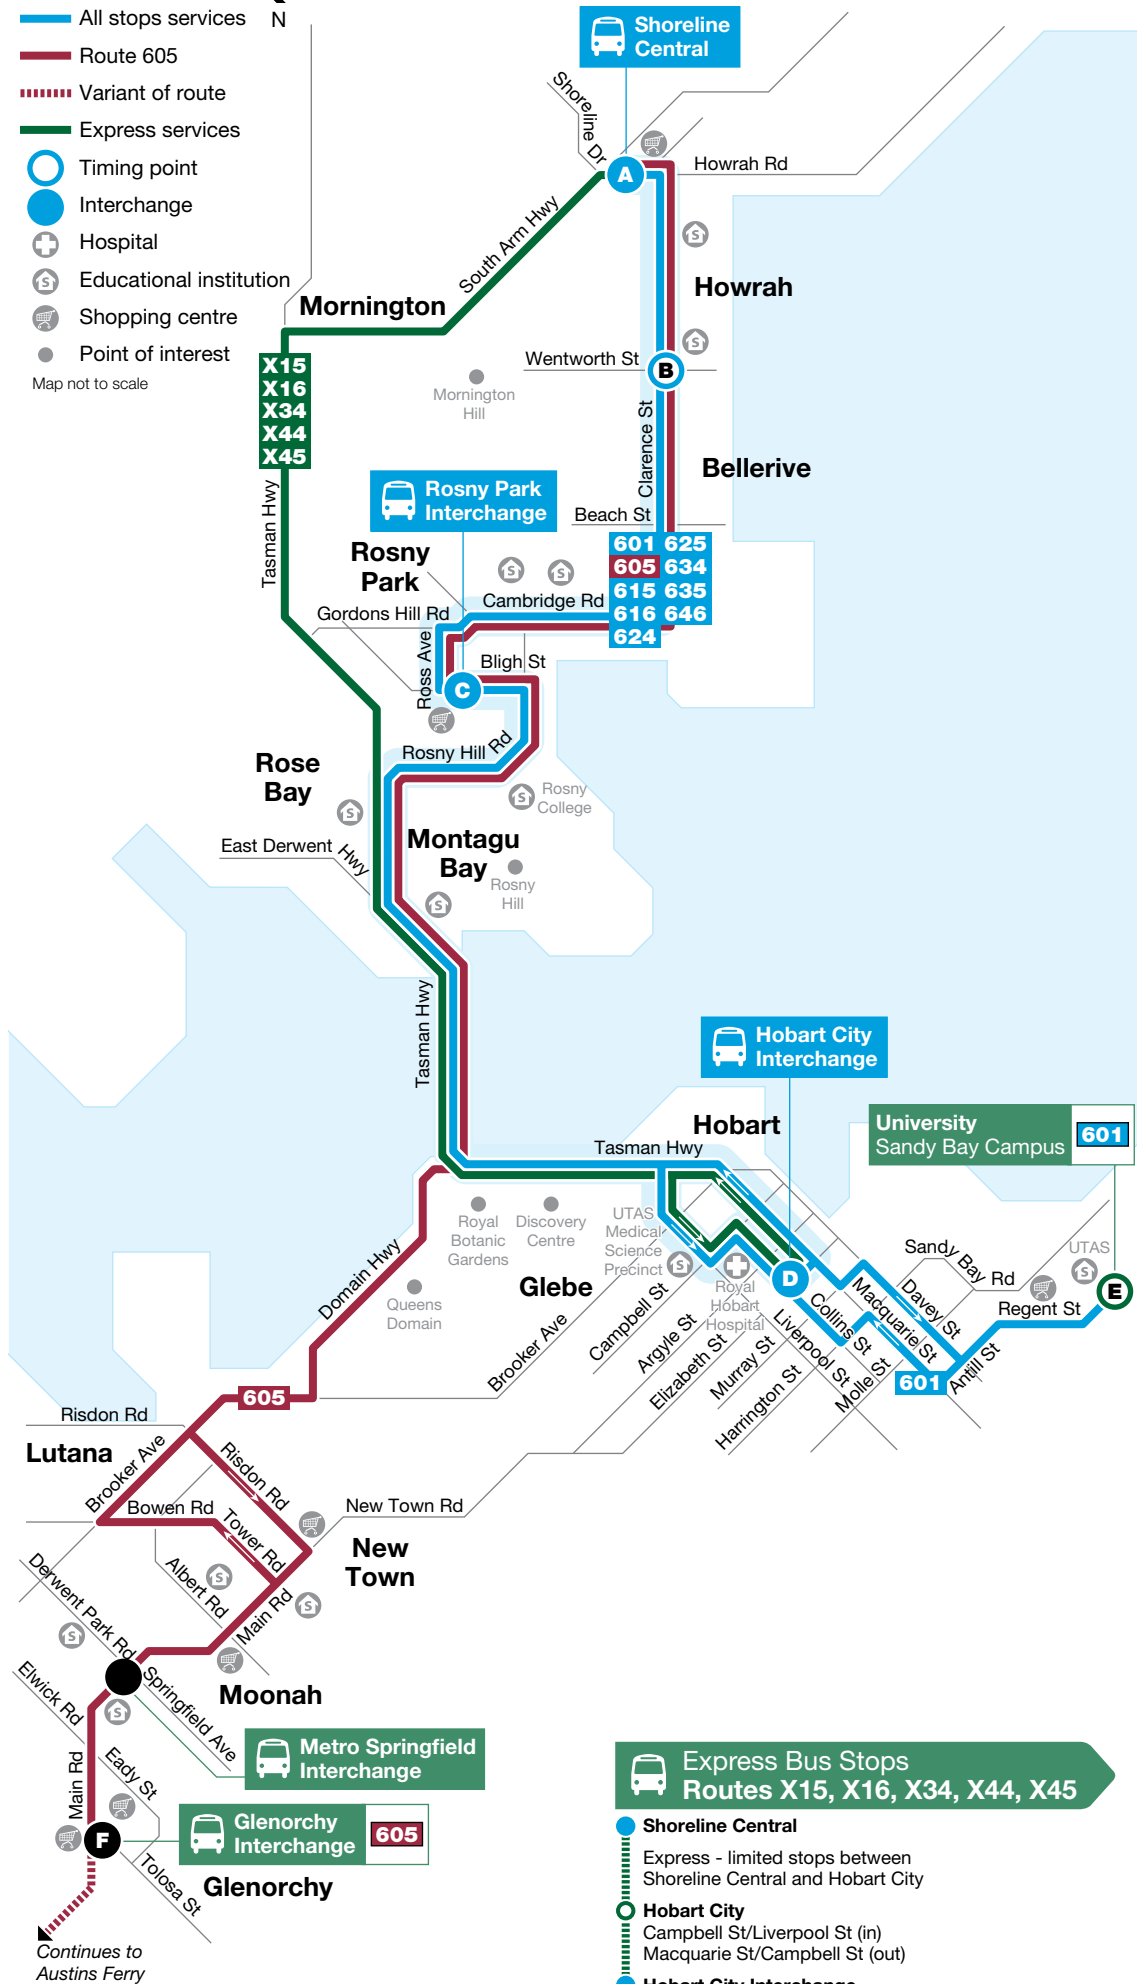 All stops services
N
Route 605
Variant of route
Express services
Timing point
Interchange
Hospital
Educational institution
Shopping centre
Point of interest
Map not to scale
Shoreline
Central
Shoreline Dr
A
Howrah Rd
South Arm Hwy
Howrah
Mornington
Wentworth St
B
X15
X16
X34
X44
X45
Mornington
Hill
Clarence St
Bellerive
Rosny Park
Interchange
Tasman Hwy
Beach St
601 625
605 634
615 635
616 646
624
Rosny
Park
Cambridge Rd
Gordons Hill Rd
Ross Ave
Bligh St
C
Rosny Hill Rd
Rose
Bay
Rosny
College
Montagu
Bay
East Derwent Hwy
Rosny
Hill
Tasman Hwy
Hobart City
Interchange
Hobart
University
Sandy Bay Campus
601
Tasman Hwy
Royal
Botanic
Gardens
Discovery
Centre
UTAS
Medical
Science
Precinct
Glebe
Queens
Domain
Domain Hwy
Royal
Hobart
Hospital
D
Sandy Bay Rd
UTAS
E
Regent St
Davey St
Macquarie St
Collins St
Liverpool St
Campbell St
Argyle St
Elizabeth St
Murray St
Harrington St
Molle St
Antill St
601
Brooker Ave
605
Risdon Rd
Lutana
Brooker Ave
Risdon Rd
Bowen Rd
Tower Rd
New Town Rd
New
Town
Albert Rd
Main Rd
Derwent Park Rd
Springfield Ave
Moonah
Elwick Rd
Metro Springfield
Interchange
Main Rd
Eady St
F
Glenorchy
Interchange
605
Tolosa St
Glenorchy
Continues to
Austins Ferry
Express Bus Stops
Routes X15, X16, X34, X44, X45
Shoreline Central
Express - limited stops between
Shoreline Central and Hobart City
Hobart City
Campbell St/Liverpool St (in)
Macquarie St/Campbell St (out)
Hobart City Interchange